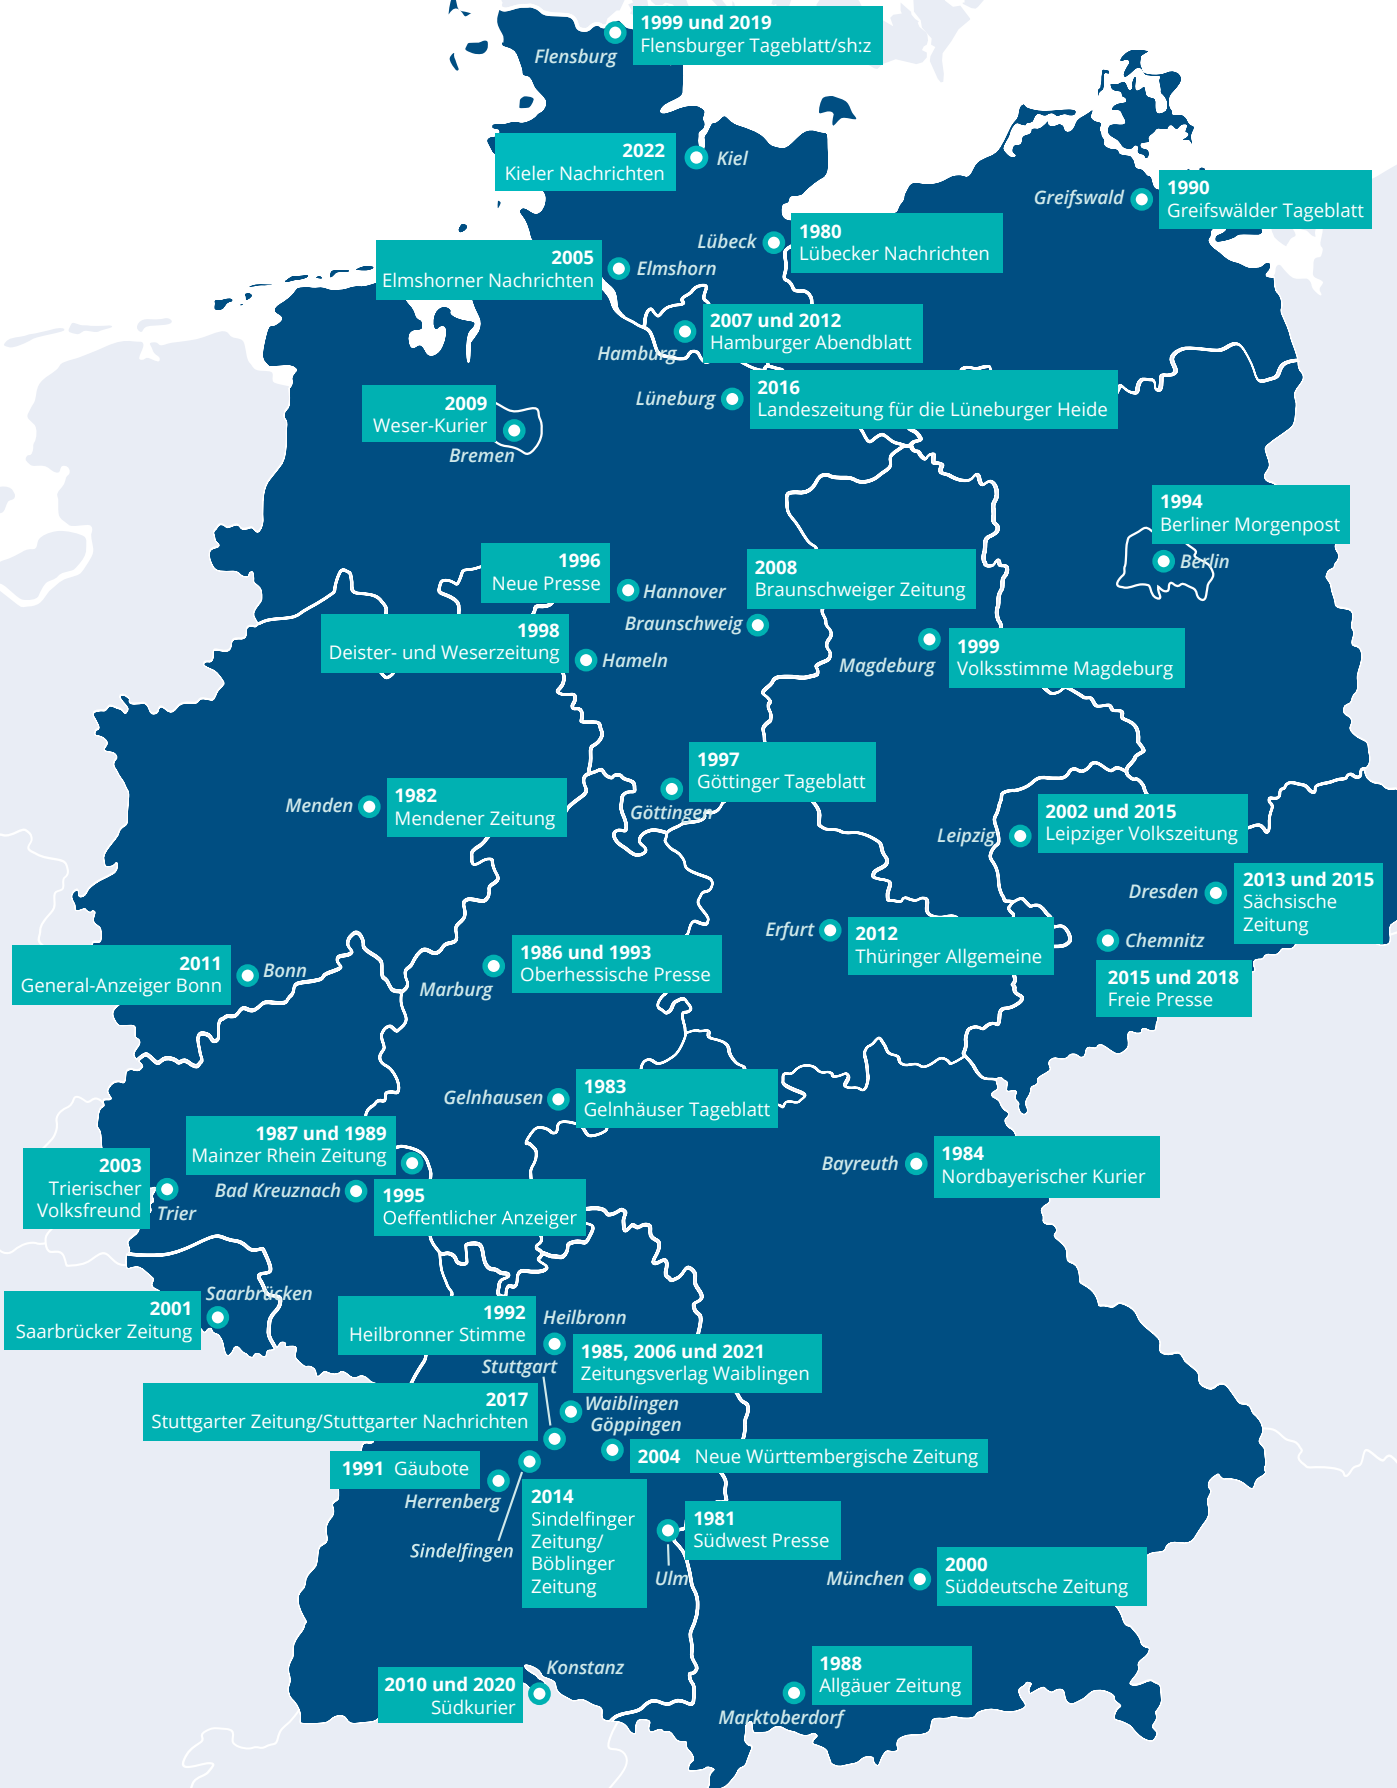 1999 und 2019
Flensburger Tageblatt/sh:z
Flensburg
2022
Kieler Nachrichten
Kiel
Greifswald
1990
Greifswälder Tageblatt
Lübeck
1980
Lübecker Nachrichten
2005
Elmshorner Nachrichten
Elmshorn
2007 und 2012
Hamburger Abendblatt
Hamburg
Lüneburg
2016
Landeszeitung für die Lüneburger Heide
2009
Weser-Kurier
Bremen
1994
Berliner Morgenpost
Berlin
1996
Neue Presse
Hannover
2008
Braunschweiger Zeitung
Braunschweig
1998
Deister- und Weserzeitung
Hameln
Magdeburg
1999
Volksstimme Magdeburg
1997
Göttinger Tageblatt
Göttingen
Menden
1982
Mendener Zeitung
Leipzig
2002 und 2015
Leipziger Volkszeitung
Dresden
2013 und 2015
Sächsische
Zeitung
Erfurt
2012
Thüringer Allgemeine
Chemnitz
2015 und 2018
Freie Presse
2011
General-Anzeiger Bonn
Bonn
1986 und 1993
Oberhessische Presse
Marburg
Gelnhausen
1983
Gelnhäuser Tageblatt
1987 und 1989
Mainzer Rhein Zeitung
2003
Trierischer
Volksfreund
Trier
Bad Kreuznach
1995
Oeffentlicher Anzeiger
Bayreuth
1984
Nordbayerischer Kurier
Saarbrücken
2001
Saarbrücker Zeitung
1992
Heilbronner Stimme
Heilbronn
1985, 2006 und 2021
Zeitungsverlag Waiblingen
Stuttgart
2017
Stuttgarter Zeitung/Stuttgarter Nachrichten
Waiblingen
Göppingen
2004 Neue Württembergische Zeitung
1991 Gäubote
Herrenberg
2014
Sindelfinger
Zeitung/
Böblinger
Zeitung
Sindelfingen
1981
Südwest Presse
Ulm
München
2000
Süddeutsche Zeitung
Konstanz
2010 und 2020
Südkurier
1988
Allgäuer Zeitung
Marktoberdorf